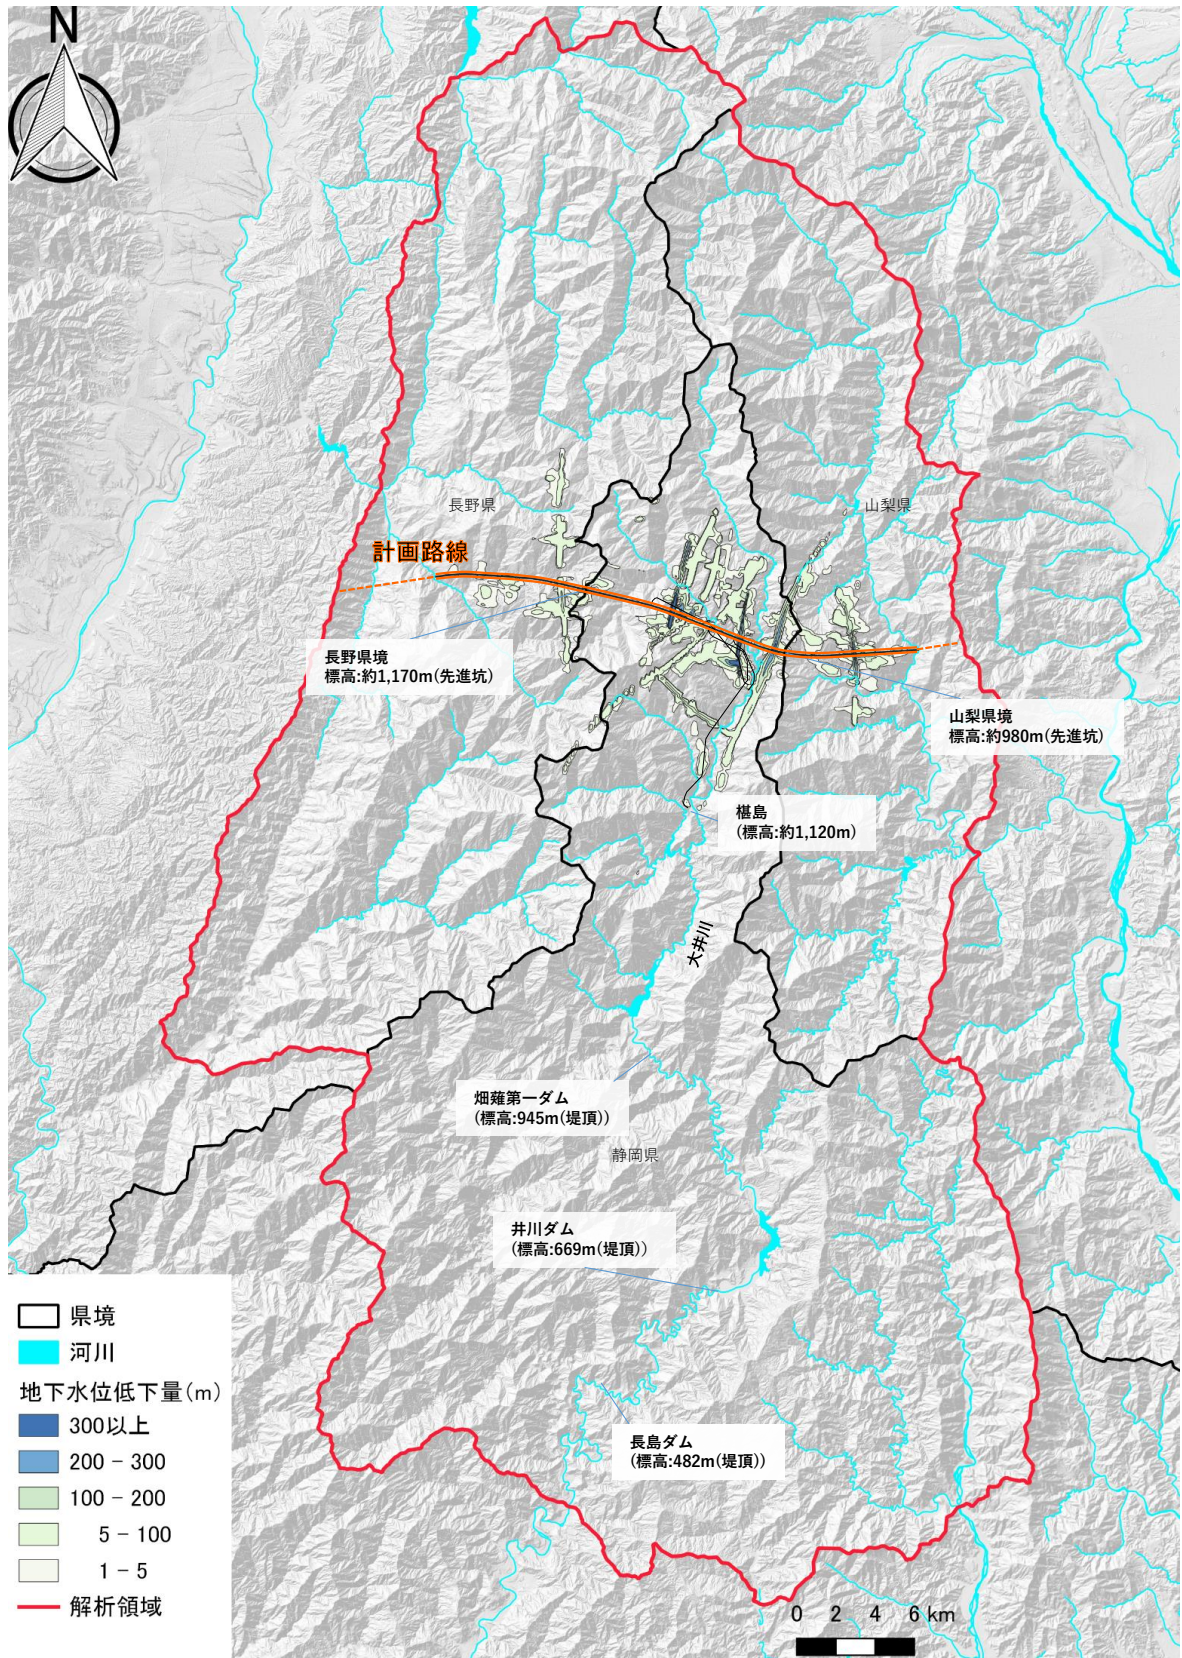 N
長野県
山梨県
計画路線
長野県境
標高:約1,170m(先進坑)
山梨県境
標高:約980m(先進坑)
椹島
(標高:約1,120m)
大井川
畑薙第一ダム
(標高:945m(堤頂))
静岡県
井川ダム
(標高:669m(堤頂))
長島ダム
(標高:482m(堤頂))
県境
河川
地下水位低下量(m)
300以上
200 − 300
100 − 200
5 − 100
1 − 5
解析領域
0 2 4 6 km